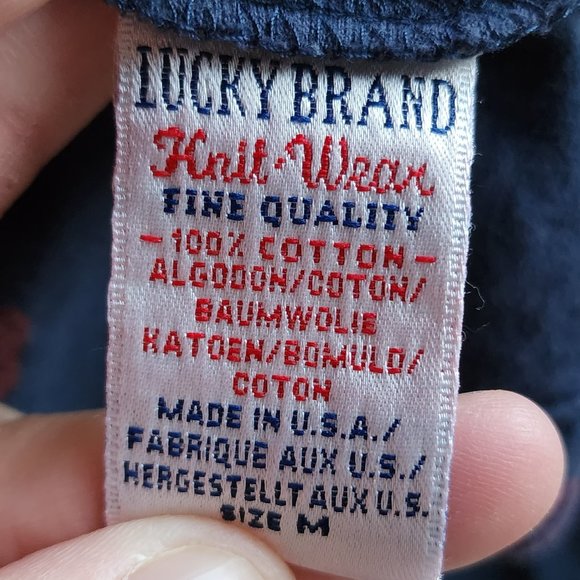 LUCKY BRAND
Knit-Wear
FINE QUALITY
- 100% COTTON -
ALGODON/COTON/
BAUMWOLIE
KATOEN/BOMULD/
COTON
MADE IN U.S.A./
FABRIQUE AUX U.S./
HERGESTELLT AUX U.S.
SIZE M